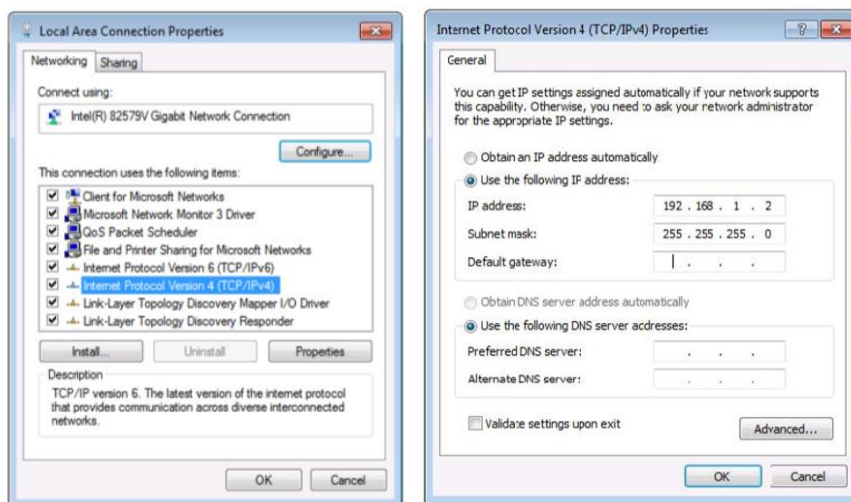 Local Area Connection Properties
Networking
Sharing
Connect using:
Intel(R) 82579V Gigabit Network Connection
Configure...
This connection uses the following items:
Client for Microsoft Networks
Microsoft Network Monitor 3 Driver
QoS Packet Scheduler
File and Printer Sharing for Microsoft Networks
Internet Protocol Version 6 (TCP/IPv6)
Internet Protocol Version 4 (TCP/IPv4)
Link-Layer Topology Discovery Mapper I/O Driver
Link-Layer Topology Discovery Responder
Install...
Uninstall
Properties
Description
TCP/IP version 6. The latest version of the internet protocol
that provides communication across diverse interconnected
networks.
OK
Cancel
Internet Protocol Version 4 (TCP/IPv4) Properties
General
You can get IP settings assigned automatically if your network supports
this capability. Otherwise, you need to ask your network administrator
for the appropriate IP settings.
Obtain an IP address automatically
Use the following IP address:
IP address: 192 . 168 . 1 . 2
Subnet mask: 255 . 255 . 255 . 0
Default gateway: . . .
Obtain DNS server address automatically
Use the following DNS server addresses:
Preferred DNS server: . . .
Alternate DNS server: . . .
Validate settings upon exit
Advanced...
OK
Cancel